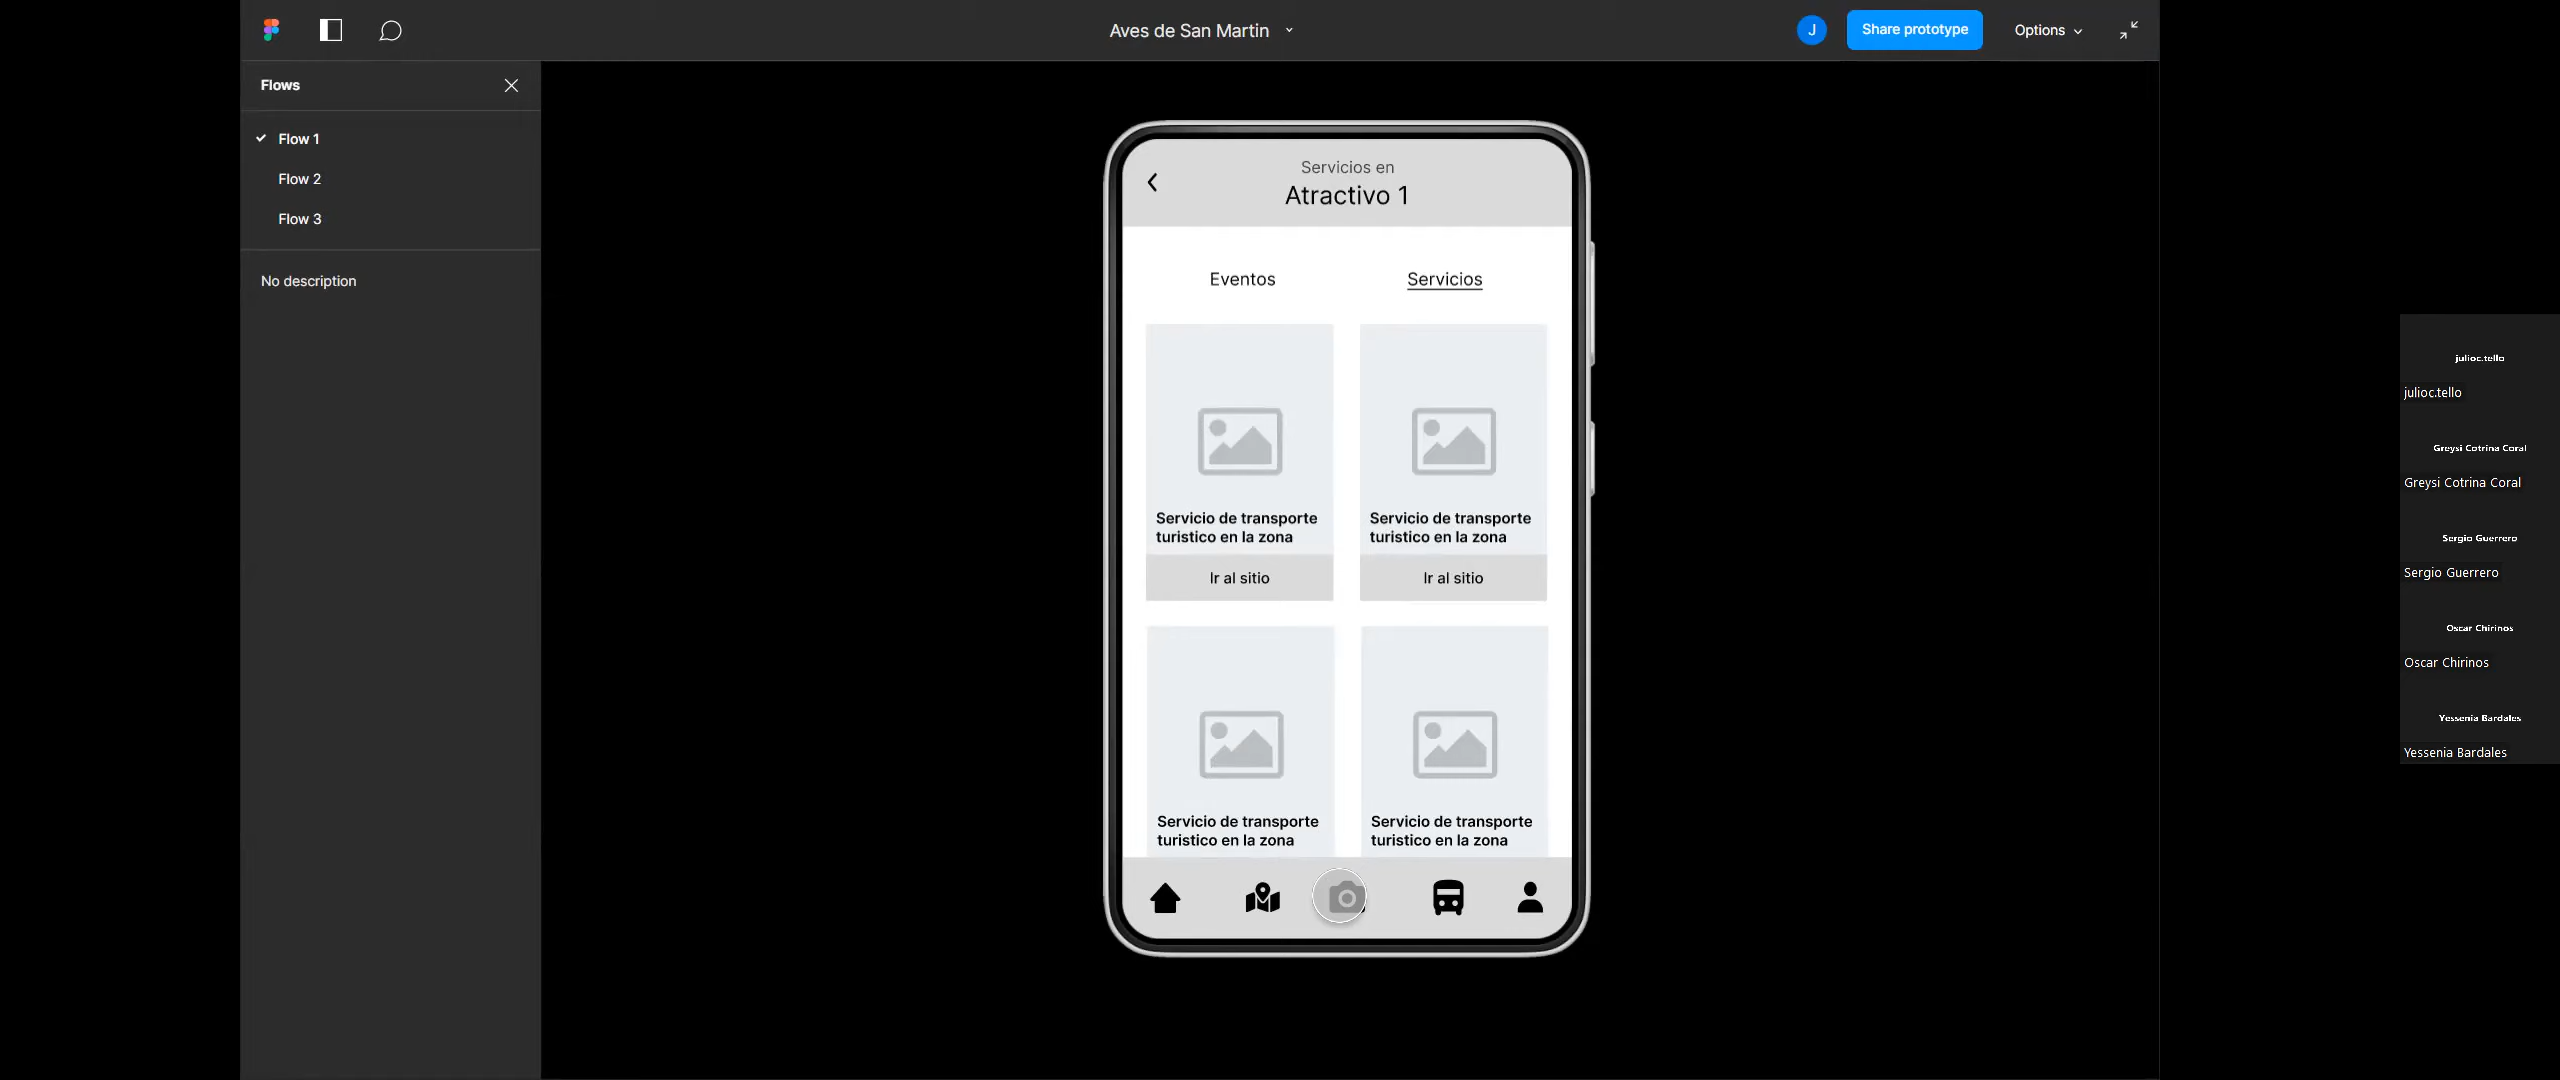 Aves de San Martin
J
Share prototype
Options
Flows
Flow 1
Flow 2
Flow 3
No description
Servicios en
Atractivo 1
Eventos
Servicios
Servicio de transporte
turistico en la zona
Ir al sitio
Servicio de transporte
turistico en la zona
Ir al sitio
Servicio de transporte
turistico en la zona
Servicio de transporte
turistico en la zona
julioc.tello
julioc.tello
Greysi Cotrina Coral
Greysi Cotrina Coral
Sergio Guerrero
Sergio Guerrero
Oscar Chirinos
Oscar Chirinos
Yessenia Bardales
Yessenia Bardales